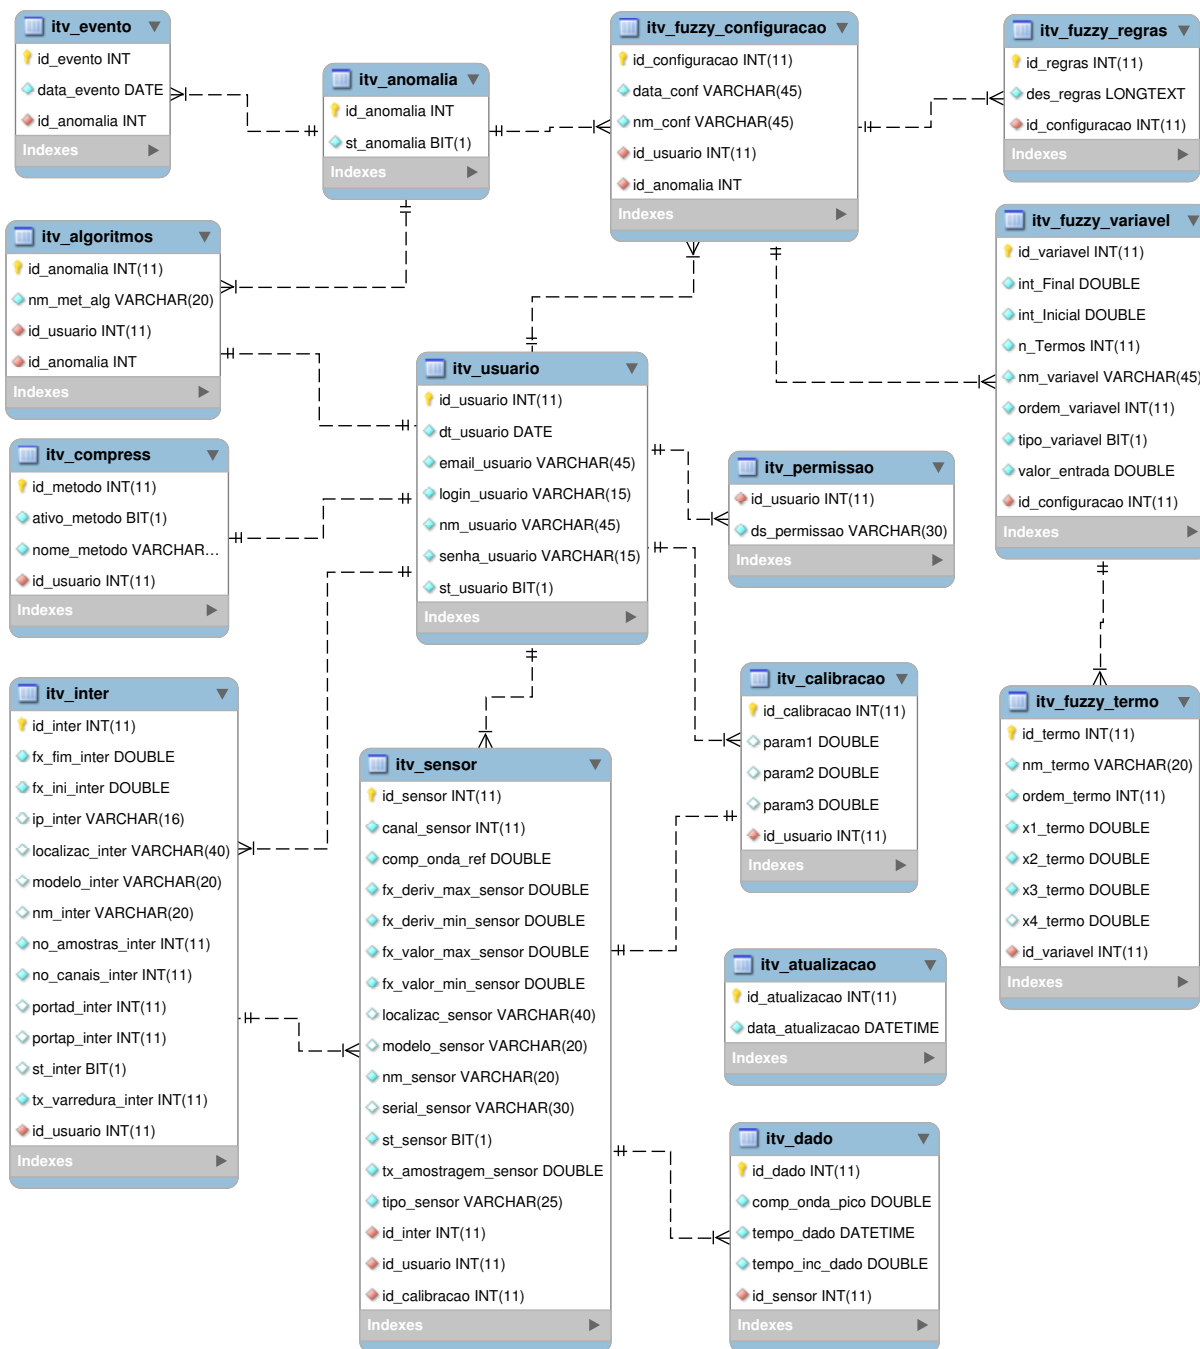 itv_evento
id_evento INT
data_evento DATE
id_anomalia INT
Indexes
itv_anomalia
id_anomalia INT
st_anomalia BIT(1)
Indexes
itv_fuzzy_configuracao
id_configuracao INT(11)
data_conf VARCHAR(45)
nm_conf VARCHAR(45)
id_usuario INT(11)
id_anomalia INT
Indexes
itv_fuzzy_regras
id_regras INT(11)
des_regras LONGTEXT
id_configuracao INT(11)
Indexes
itv_algoritmos
id_anomalia INT(11)
nm_met_alg VARCHAR(20)
id_usuario INT(11)
id_anomalia INT
Indexes
itv_fuzzy_variavel
id_variavel INT(11)
int_Final DOUBLE
int_Inicial DOUBLE
n_Termos INT(11)
nm_variavel VARCHAR(45)
ordem_variavel INT(11)
tipo_variavel BIT(1)
valor_entrada DOUBLE
id_configuracao INT(11)
Indexes
itv_usuario
id_usuario INT(11)
dt_usuario DATE
email_usuario VARCHAR(45)
login_usuario VARCHAR(15)
nm_usuario VARCHAR(45)
senha_usuario VARCHAR(15)
st_usuario BIT(1)
Indexes
itv_compress
id_metodo INT(11)
ativo_metodo BIT(1)
nome_metodo VARCHAR...
id_usuario INT(11)
Indexes
itv_permissao
id_usuario INT(11)
ds_permissao VARCHAR(30)
Indexes
itv_inter
id_inter INT(11)
fx_fim_inter DOUBLE
fx_ini_inter DOUBLE
ip_inter VARCHAR(16)
localizac_inter VARCHAR(40)
modelo_inter VARCHAR(20)
nm_inter VARCHAR(20)
no_amostras_inter INT(11)
no_canais_inter INT(11)
portad_inter INT(11)
portap_inter INT(11)
st_inter BIT(1)
tx_varredura_inter INT(11)
id_usuario INT(11)
Indexes
itv_calibracao
id_calibracao INT(11)
param1 DOUBLE
param2 DOUBLE
param3 DOUBLE
id_usuario INT(11)
Indexes
itv_fuzzy_termo
id_termo INT(11)
nm_termo VARCHAR(20)
ordem_termo INT(11)
x1_termo DOUBLE
x2_termo DOUBLE
x3_termo DOUBLE
x4_termo DOUBLE
id_variavel INT(11)
Indexes
itv_sensor
id_sensor INT(11)
canal_sensor INT(11)
comp_onda_ref DOUBLE
fx_deriv_max_sensor DOUBLE
fx_deriv_min_sensor DOUBLE
fx_valor_max_sensor DOUBLE
fx_valor_min_sensor DOUBLE
localizac_sensor VARCHAR(40)
modelo_sensor VARCHAR(20)
nm_sensor VARCHAR(20)
serial_sensor VARCHAR(30)
st_sensor BIT(1)
tx_amostragem_sensor DOUBLE
tipo_sensor VARCHAR(25)
id_inter INT(11)
id_usuario INT(11)
id_calibracao INT(11)
Indexes
itv_atualizacao
id_atualizacao INT(11)
data_atualizacao DATETIME
Indexes
itv_dado
id_dado INT(11)
comp_onda_pico DOUBLE
tempo_dado DATETIME
tempo_inc_dado DOUBLE
id_sensor INT(11)
Indexes